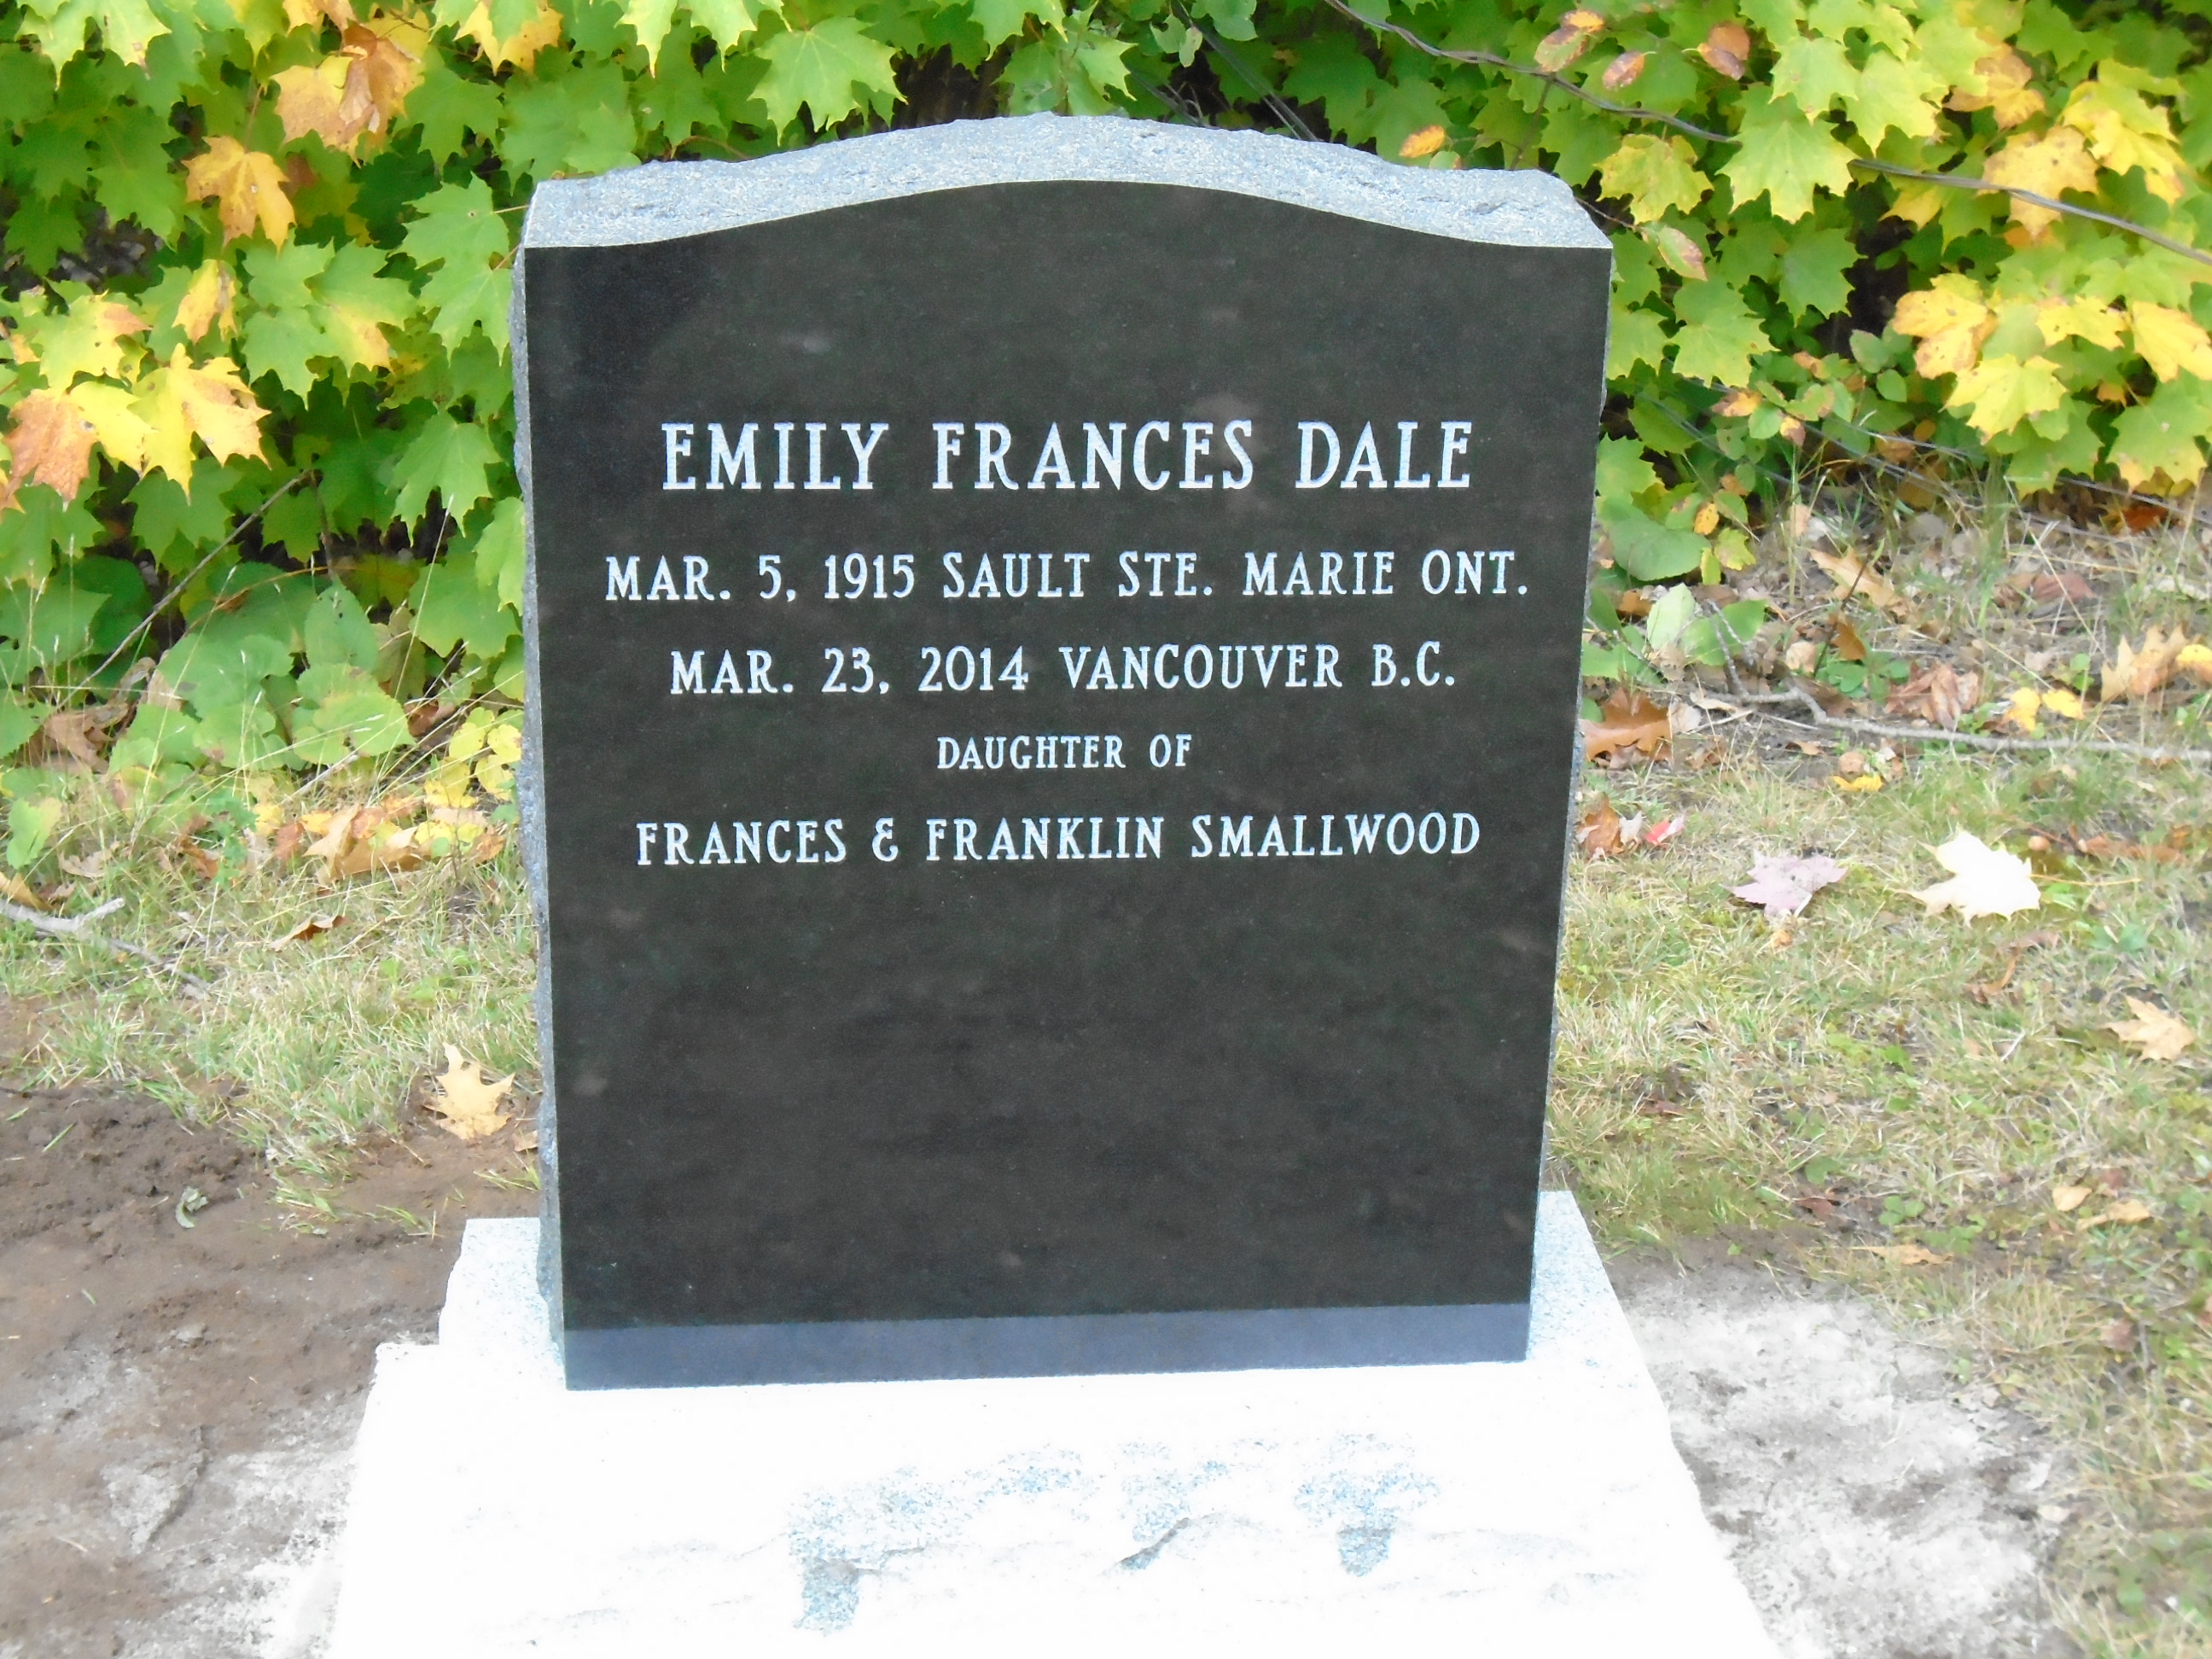 EMILY FRANCES DALE
MAR. 5, 1915 SAULT STE. MARIE ONT.
MAR. 23, 2014 VANCOUVER B.C.
DAUGHTER OF
FRANCES & FRANKLIN SMALLWOOD